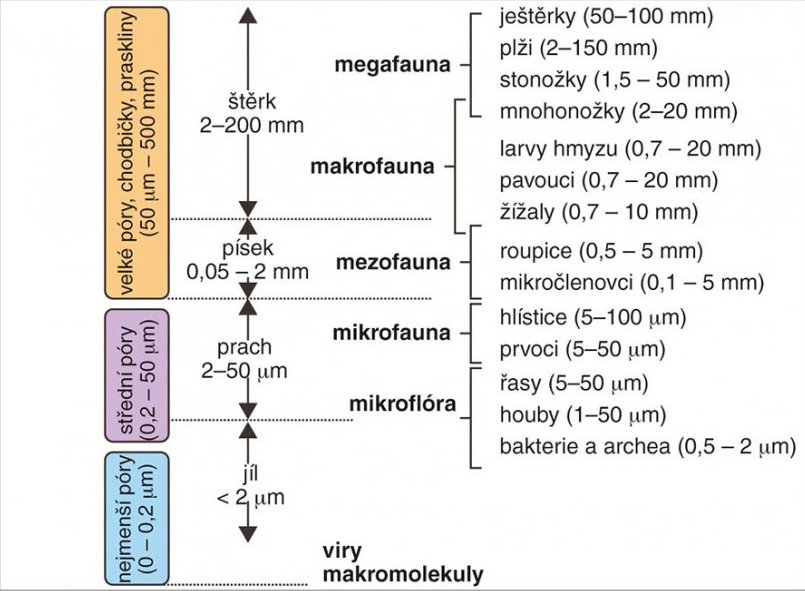 velké póry, chodbičky, praskliny
(50 μm – 500 mm)
střední póry
(0,2 – 50 μm)
nejmenší póry
(0 – 0,2 μm)
štěrk
2–200 mm
písek
0,05 – 2 mm
prach
2–50 μm
jíl
< 2 μm
megafauna
makrofauna
mezofauna
mikrofauna
mikroflóra
viry
makromolekuly
ještěrky (50–100 mm)
plži (2–150 mm)
stonožky (1,5 – 50 mm)
mnohonožky (2–20 mm)
larvy hmyzu (0,7 – 20 mm)
pavouci (0,7 – 20 mm)
žížaly (0,7 – 10 mm)
roupice (0,5 – 5 mm)
mikročlenovci (0,1 – 5 mm)
hlístice (5–100 μm)
prvoci (5–50 μm)
řasy (5–50 μm)
houby (1–50 μm)
bakterie a archea (0,5 – 2 μm)